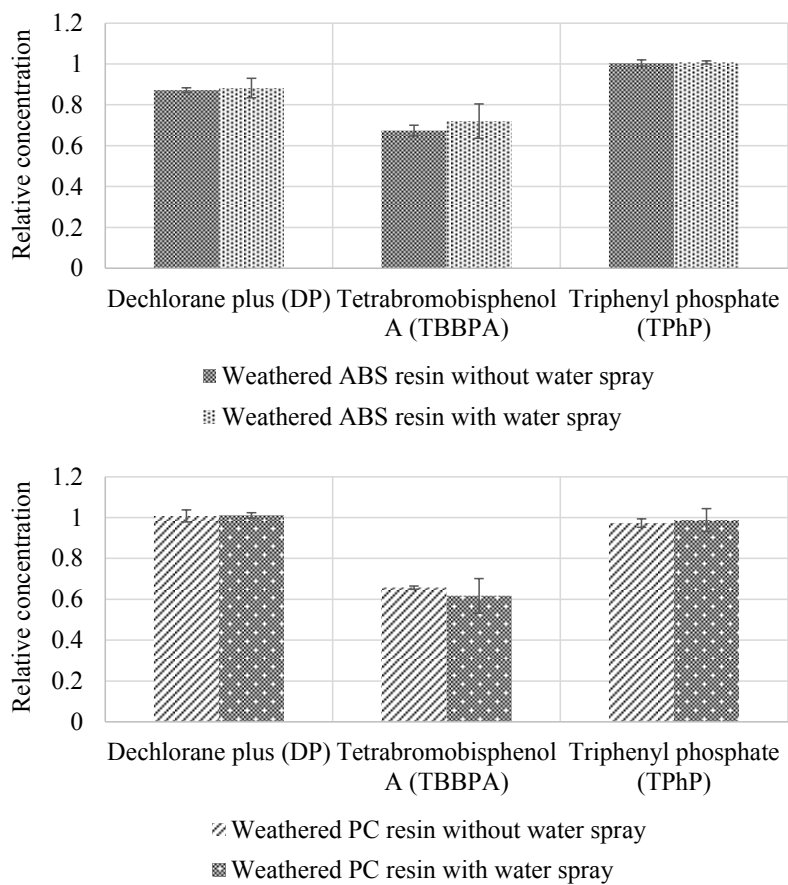 1.2
1
0.8
0.6
0.4
0.2
0
Relative concentration
Dechlorane plus (DP) Tetrabromobisphenol Triphenyl phosphate
A (TBBPA) (TPhP)
Weathered ABS resin without water spray
Weathered ABS resin with water spray
1.2
1
0.8
0.6
0.4
0.2
0
Relative concentration
Dechlorane plus (DP) Tetrabromobisphenol Triphenyl phosphate
A (TBBPA) (TPhP)
Weathered PC resin without water spray
Weathered PC resin with water spray